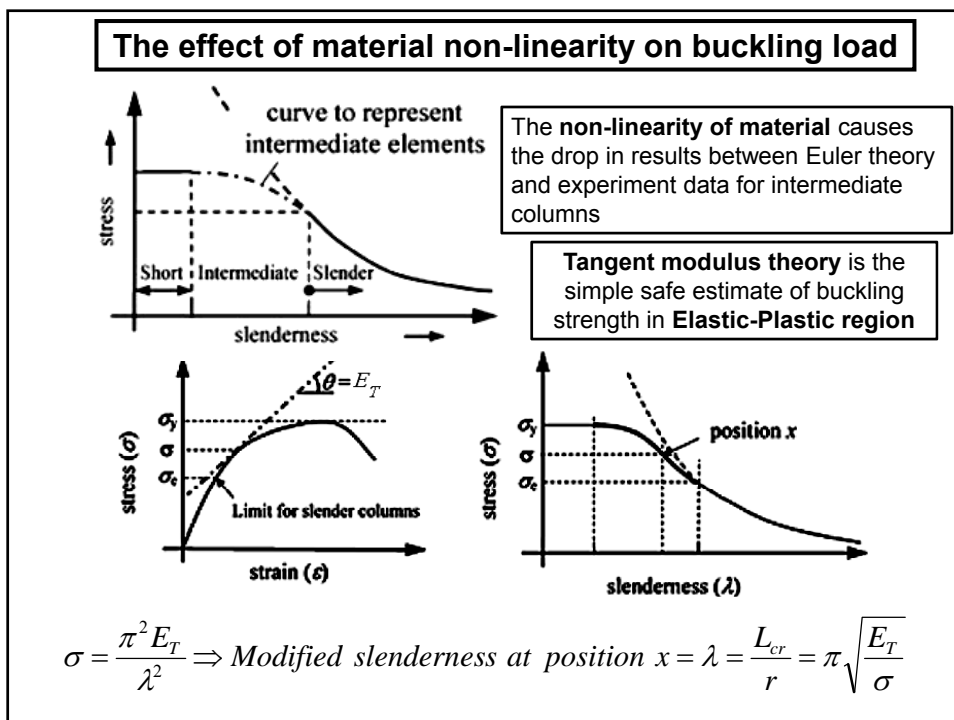 The effect of material non-linearity on buckling load
curve to represent
intermediate elements
stress
Short
Intermediate
Slender
slenderness
The non-linearity of material causes
the drop in results between Euler theory
and experiment data for intermediate
columns
Tangent modulus theory is the
simple safe estimate of buckling
strength in Elastic-Plastic region
θ = E_T
σ_y
σ
σ_e
stress (σ)
Limit for slender columns
strain (ε)
σ_y
σ
σ_e
stress (σ)
position x
slenderness (λ)
σ = π² E_T / λ² ⇒ Modified slenderness at position x = λ = L_cr / r = π √(E_T / σ)